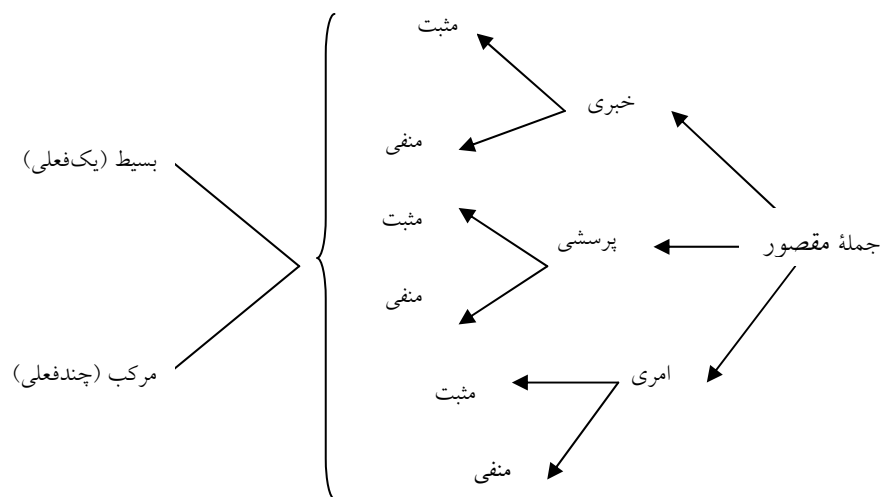 جملهٔ مقصور
خبری
مثبت
منفی
پرسشی
مثبت
منفی
امری
مثبت
منفی
بسیط (یک‌فعلی)
مرکب (چندفعلی)